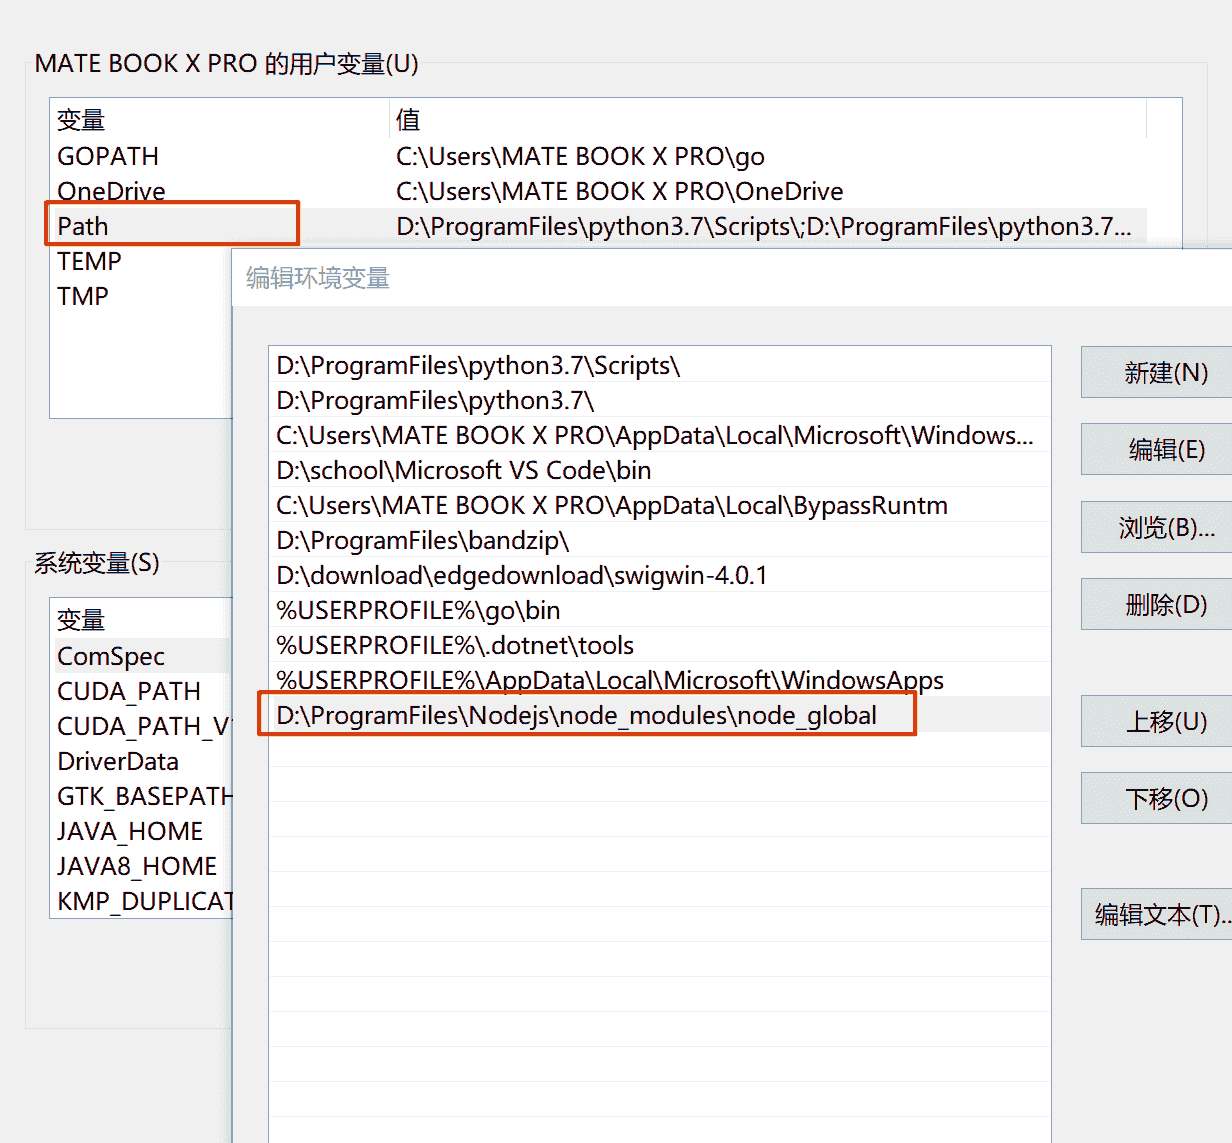 MATE BOOK X PRO 的用户变量(U)
变量 值
GOPATH C:\Users\MATE BOOK X PRO\go
OneDrive C:\Users\MATE BOOK X PRO\OneDrive
Path D:\ProgramFiles\python3.7\Scripts\;D:\ProgramFiles\python3.7...
TEMP
TMP
编辑环境变量
D:\ProgramFiles\python3.7\Scripts\
D:\ProgramFiles\python3.7\
C:\Users\MATE BOOK X PRO\AppData\Local\Microsoft\Windows...
D:\school\Microsoft VS Code\bin
C:\Users\MATE BOOK X PRO\AppData\Local\BypassRuntm
D:\ProgramFiles\bandzip\
D:\download\edgedownload\swigwin-4.0.1
%USERPROFILE%\go\bin
%USERPROFILE%\.dotnet\tools
%USERPROFILE%\AppData\Local\Microsoft\WindowsApps
D:\ProgramFiles\Nodejs\node_modules\node_global
新建(N)
编辑(E)
浏览(B)...
删除(D)
上移(U)
下移(O)
编辑文本(T)..
系统变量(S)
变量
ComSpec
CUDA_PATH
CUDA_PATH_V
DriverData
GTK_BASEPATH
JAVA_HOME
JAVA8_HOME
KMP_DUPLICAT